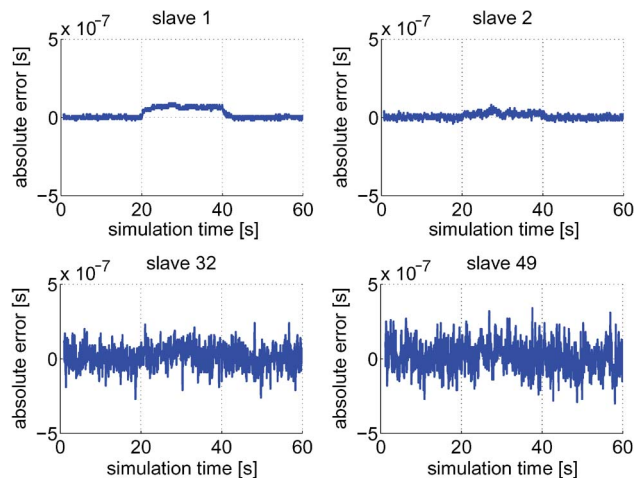 slave 1
x 10⁻⁷
5
0
−5
absolute error [s]
0 20 40 60
simulation time [s]
slave 2
x 10⁻⁷
5
0
−5
absolute error [s]
0 20 40 60
simulation time [s]
slave 32
x 10⁻⁷
5
0
−5
absolute error [s]
0 20 40 60
simulation time [s]
slave 49
x 10⁻⁷
5
0
−5
absolute error [s]
0 20 40 60
simulation time [s]